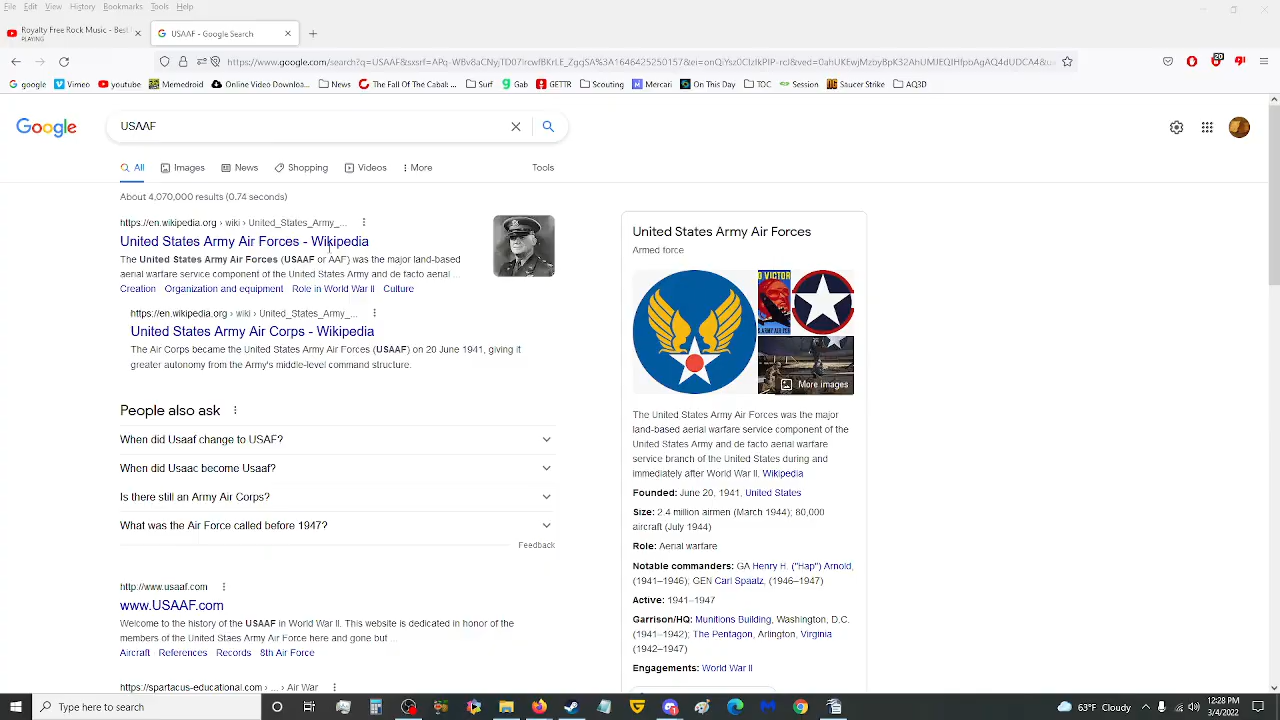 File Edit View History Bookmarks Tools Help
Royalty Free Rock Music - Best
PLAYING
USAAF - Google Search
google Vimeo youtube Memedroid Online Video Downloa... News The Fall Of The Cabal: ... Surf Gab GETTR Scouting Mercari On This Day TOC Session Saucer Strike AQ3D
Google
USAAF
All Images News Shopping Videos More Tools
About 4,070,000 results (0.74 seconds)
https://en.wikipedia.org › wiki › United_States_Army_...
United States Army Air Forces - Wikipedia
The United States Army Air Forces (USAAF or AAF) was the major land-based
aerial warfare service component of the United States Army and de facto aerial ...
Creation Organization and equipment Role in World War II Culture
https://en.wikipedia.org › wiki › United_States_Army_...
United States Army Air Corps - Wikipedia
The Air Corps became the United States Army Air Forces (USAAF) on 20 June 1941, giving it
greater autonomy from the Army's middle-level command structure.
People also ask
When did Usaaf change to USAF?
When did Usaac become Usaaf?
Is there still an Army Air Corps?
What was the Air Force called before 1947?
Feedback
http://www.usaaf.com
www.USAAF.com
Welcome to the history of the USAAF in World War II. This website is dedicated in honor of the
members of the United Staes Army Air Force here and gone but ...
Aircraft References Records 8th Air Force
https://spartacus-educational.com › ... › Air War
United States Army Air Forces
Armed force
More images
The United States Army Air Forces was the major
land-based aerial warfare service component of the
United States Army and de facto aerial warfare
service branch of the United States during and
immediately after World War II. Wikipedia
Founded: June 20, 1941, United States
Size: 2.4 million airmen (March 1944); 80,000
aircraft (July 1944)
Role: Aerial warfare
Notable commanders: GA Henry H. ("Hap") Arnold,
(1941–1946); GEN Carl Spaatz, (1946–1947)
Active: 1941–1947
Garrison/HQ: Munitions Building, Washington, D.C.
(1941–1942); The Pentagon, Arlington, Virginia
(1942–1947)
Engagements: World War II
Type here to search
63°F Cloudy
12:28 PM
3/4/2022